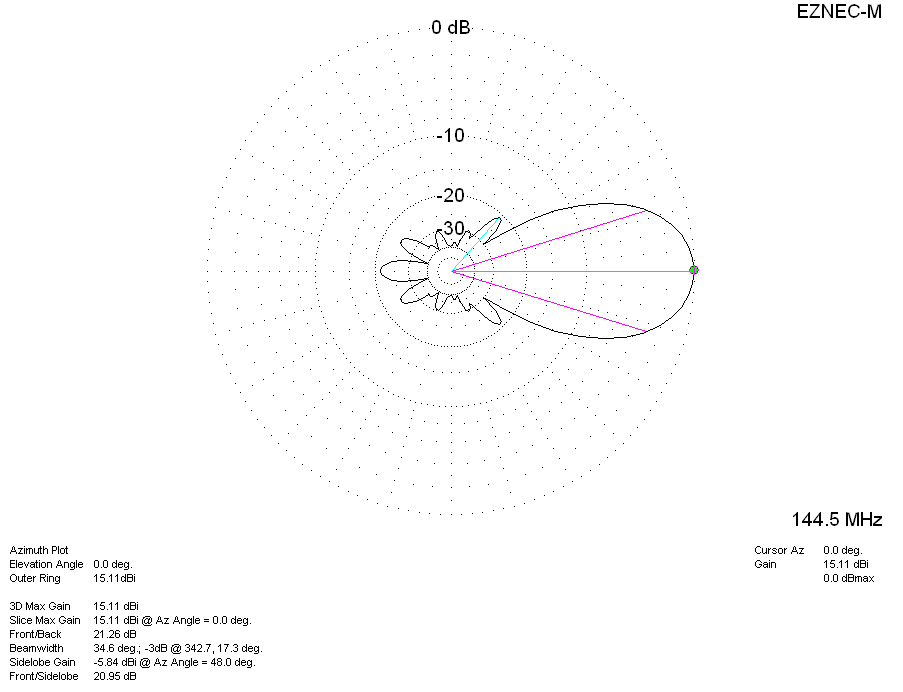 EZNEC-M
0 dB
-10
-20
-30
144.5 MHz
Azimuth Plot
Elevation Angle 0.0 deg.
Outer Ring 15.11dBi
Cursor Az 0.0 deg.
Gain 15.11 dBi
0.0 dBmax
3D Max Gain 15.11 dBi
Slice Max Gain 15.11 dBi @ Az Angle = 0.0 deg.
Front/Back 21.26 dB
Beamwidth 34.6 deg.; -3dB @ 342.7, 17.3 deg.
Sidelobe Gain -5.84 dBi @ Az Angle = 48.0 deg.
Front/Sidelobe 20.95 dB